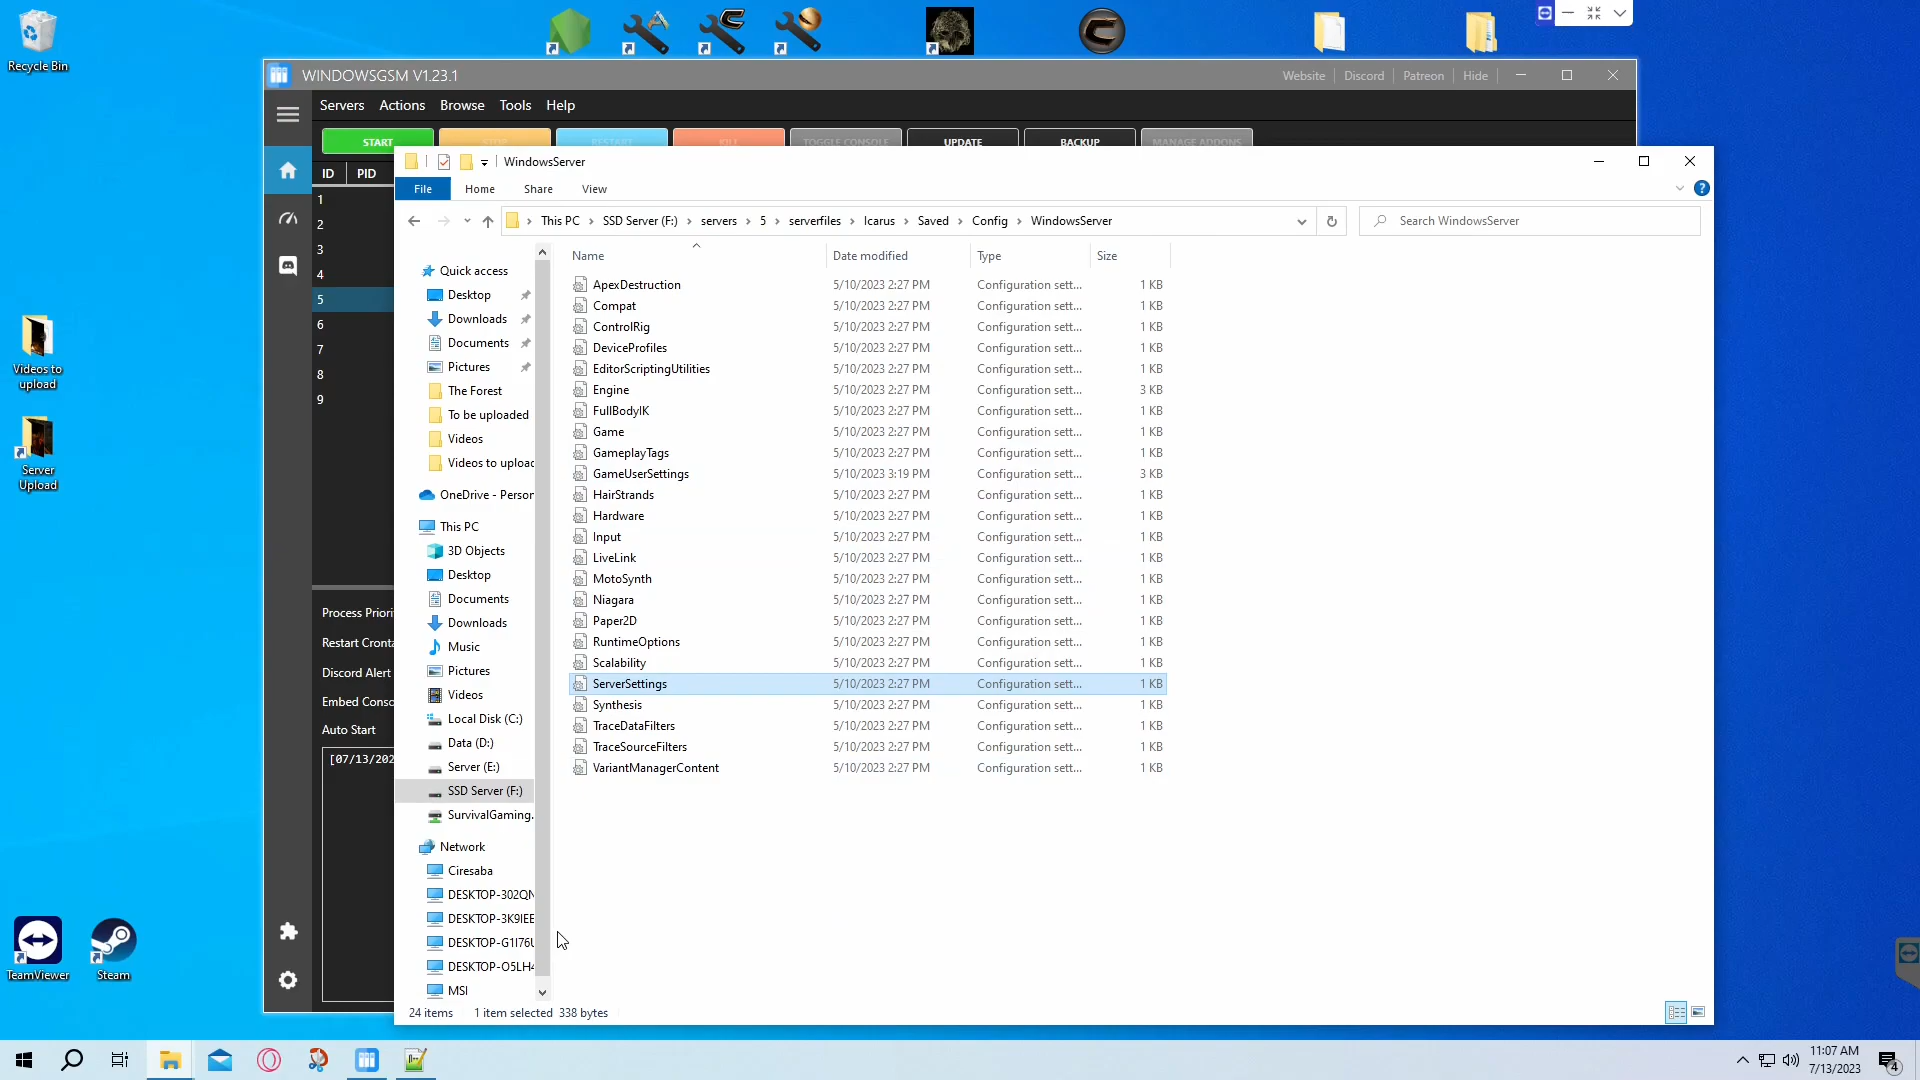 Recycle Bin
WINDOWSGSM V1.23.1
Website
Discord
Patreon
Hide
Servers
Actions
Browse
Tools
Help
START
STOP
RESTART
KILL
TOGGLE CONSOLE
UPDATE
BACKUP
MANAGE ADDONS
ID
PID
1
2
3
4
5
6
7
8
9
Process Priori
Restart Cronta
Discord Alert
Embed Conso
Auto Start
[07/13/202
WindowsServer
File
Home
Share
View
This PC
SSD Server (F:)
servers
5
serverfiles
Icarus
Saved
Config
WindowsServer
Search WindowsServer
Quick access
Desktop
Downloads
Documents
Pictures
The Forest
To be uploaded
Videos
Videos to upload
OneDrive - Person
This PC
3D Objects
Desktop
Documents
Downloads
Music
Pictures
Videos
Local Disk (C:)
Data (D:)
Server (E:)
SSD Server (F:)
SurvivalGaming.
Network
Ciresaba
DESKTOP-302QN
DESKTOP-3K9IEE
DESKTOP-G1I76U
DESKTOP-O5LH4
MSI
Name
Date modified
Type
Size
ApexDestruction 5/10/2023 2:27 PM Configuration sett... 1 KB
Compat 5/10/2023 2:27 PM Configuration sett... 1 KB
ControlRig 5/10/2023 2:27 PM Configuration sett... 1 KB
DeviceProfiles 5/10/2023 2:27 PM Configuration sett... 1 KB
EditorScriptingUtilities 5/10/2023 2:27 PM Configuration sett... 1 KB
Engine 5/10/2023 2:27 PM Configuration sett... 3 KB
FullBodyIK 5/10/2023 2:27 PM Configuration sett... 1 KB
Game 5/10/2023 2:27 PM Configuration sett... 1 KB
GameplayTags 5/10/2023 2:27 PM Configuration sett... 1 KB
GameUserSettings 5/10/2023 3:19 PM Configuration sett... 3 KB
HairStrands 5/10/2023 2:27 PM Configuration sett... 1 KB
Hardware 5/10/2023 2:27 PM Configuration sett... 1 KB
Input 5/10/2023 2:27 PM Configuration sett... 1 KB
LiveLink 5/10/2023 2:27 PM Configuration sett... 1 KB
MotoSynth 5/10/2023 2:27 PM Configuration sett... 1 KB
Niagara 5/10/2023 2:27 PM Configuration sett... 1 KB
Paper2D 5/10/2023 2:27 PM Configuration sett... 1 KB
RuntimeOptions 5/10/2023 2:27 PM Configuration sett... 1 KB
Scalability 5/10/2023 2:27 PM Configuration sett... 1 KB
ServerSettings 5/10/2023 2:27 PM Configuration sett... 1 KB
Synthesis 5/10/2023 2:27 PM Configuration sett... 1 KB
TraceDataFilters 5/10/2023 2:27 PM Configuration sett... 1 KB
TraceSourceFilters 5/10/2023 2:27 PM Configuration sett... 1 KB
VariantManagerContent 5/10/2023 2:27 PM Configuration sett... 1 KB
24 items 1 item selected 338 bytes
Videos to
upload
Server
Upload
TeamViewer
Steam
11:07 AM
7/13/2023
4